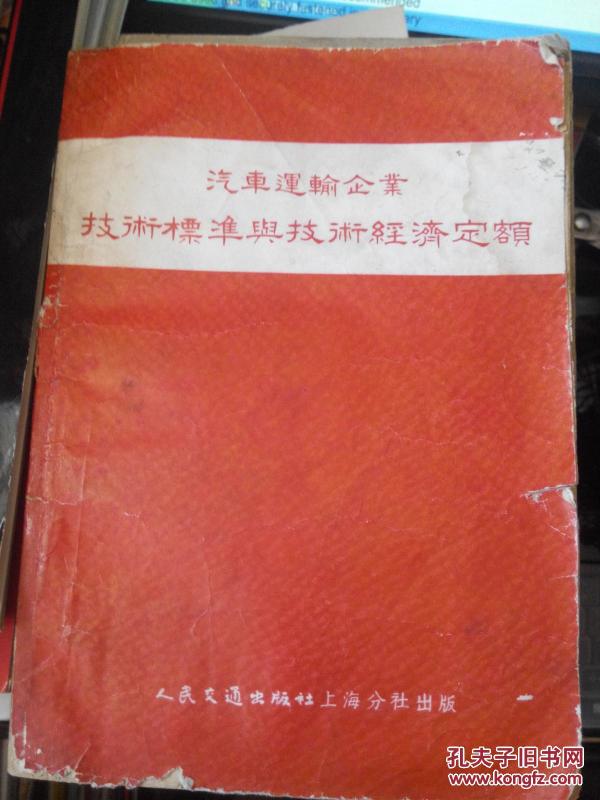 commended
汽車運輸企業
技術標準與技術經濟定額
人民交通出版社上海分社出版
孔夫子旧书网
www.kongfz.com